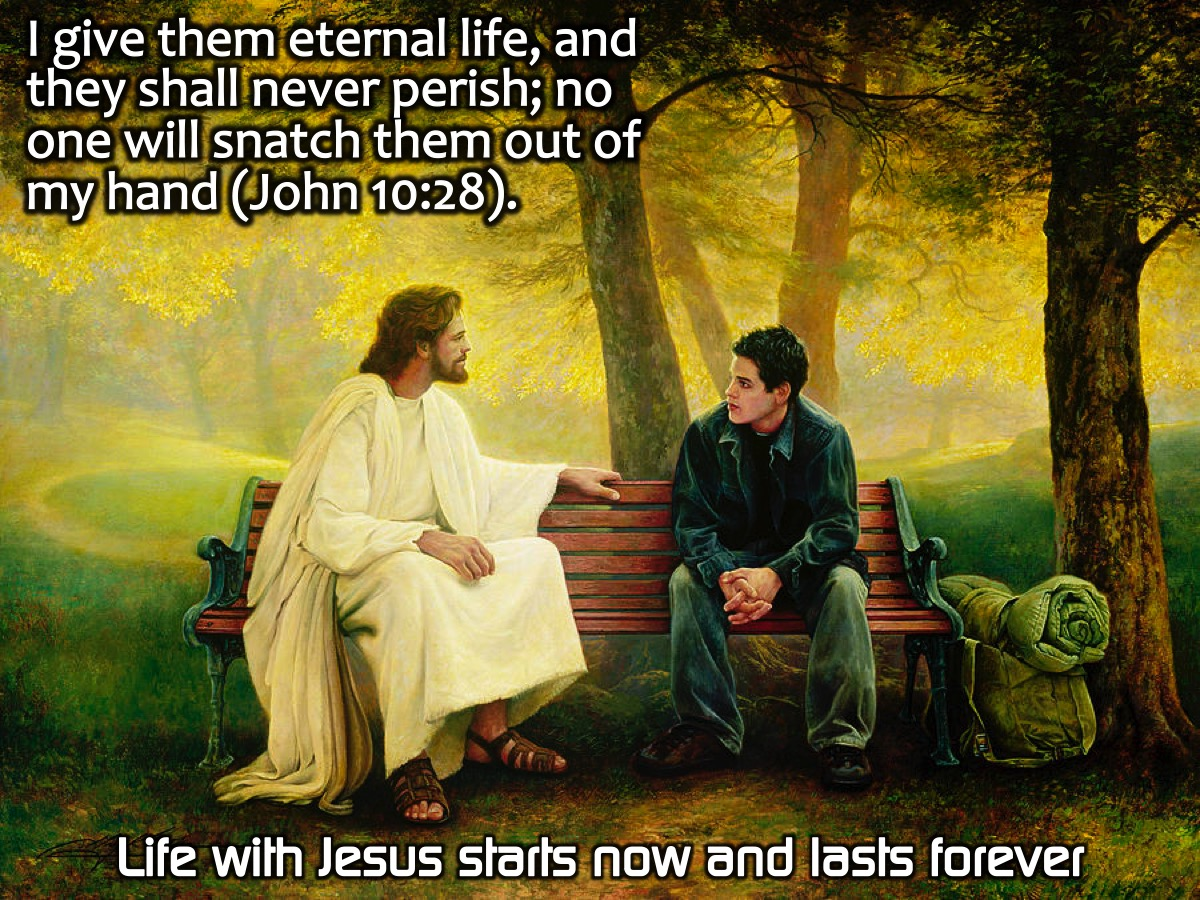 I give them eternal life, and
they shall never perish; no
one will snatch them out of
my hand (John 10:28).
Life with Jesus starts now and lasts forever